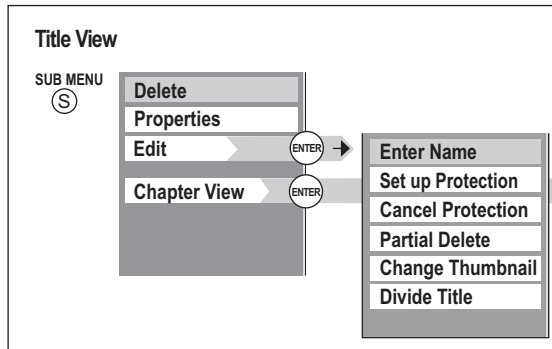 Title View
SUB MENU
S
Delete
Properties
Edit
ENTER
Chapter View
ENTER
Enter Name
Set up Protection
Cancel Protection
Partial Delete
Change Thumbnail
Divide Title